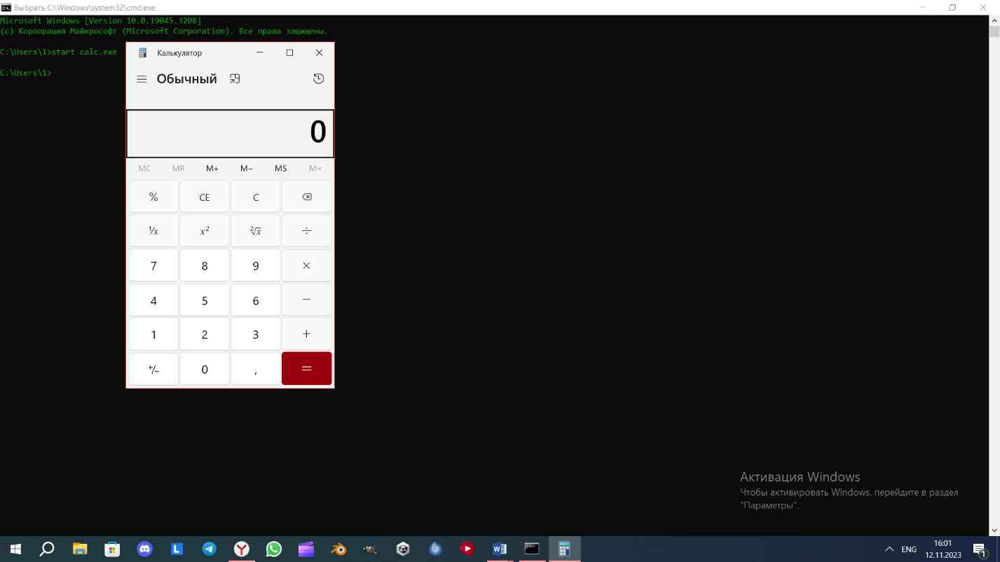 Выбрать C:\Windows\system32\cmd.exe
Microsoft Windows [Version 10.0.19045.3208]
(c) Корпорация Майкрософт (Microsoft Corporation). Все права защищены.
C:\Users\1>start calc.exe
C:\Users\1>
Калькулятор
Обычный
0
MC MR M+ M− MS M
% CE C
¹/x x² ²√x ÷
7 8 9 ×
4 5 6 −
1 2 3 +
+/− 0 , =
Активация Windows
Чтобы активировать Windows, перейдите в раздел
"Параметры".
ENG
16:01
12.11.2023
1